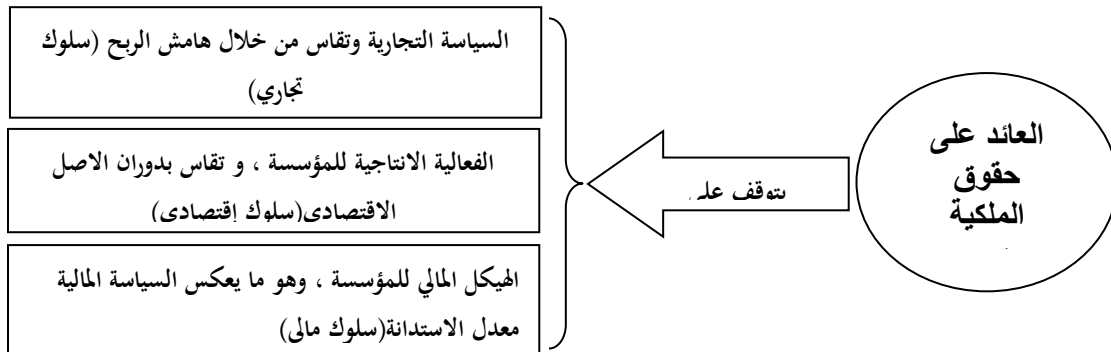 العائد على
حقوق
الملكية
يتوقف على
السياسة التجارية وتقاس من خلال هامش الربح (سلوك
تجاري)
الفعالية الانتاجية للمؤسسة ، و تقاس بدوران الاصل
الاقتصادي(سلوك إقتصادي)
الهيكل المالي للمؤسسة ، وهو ما يعكس السياسة المالية
معدل الاستدانة(سلوك مالي)